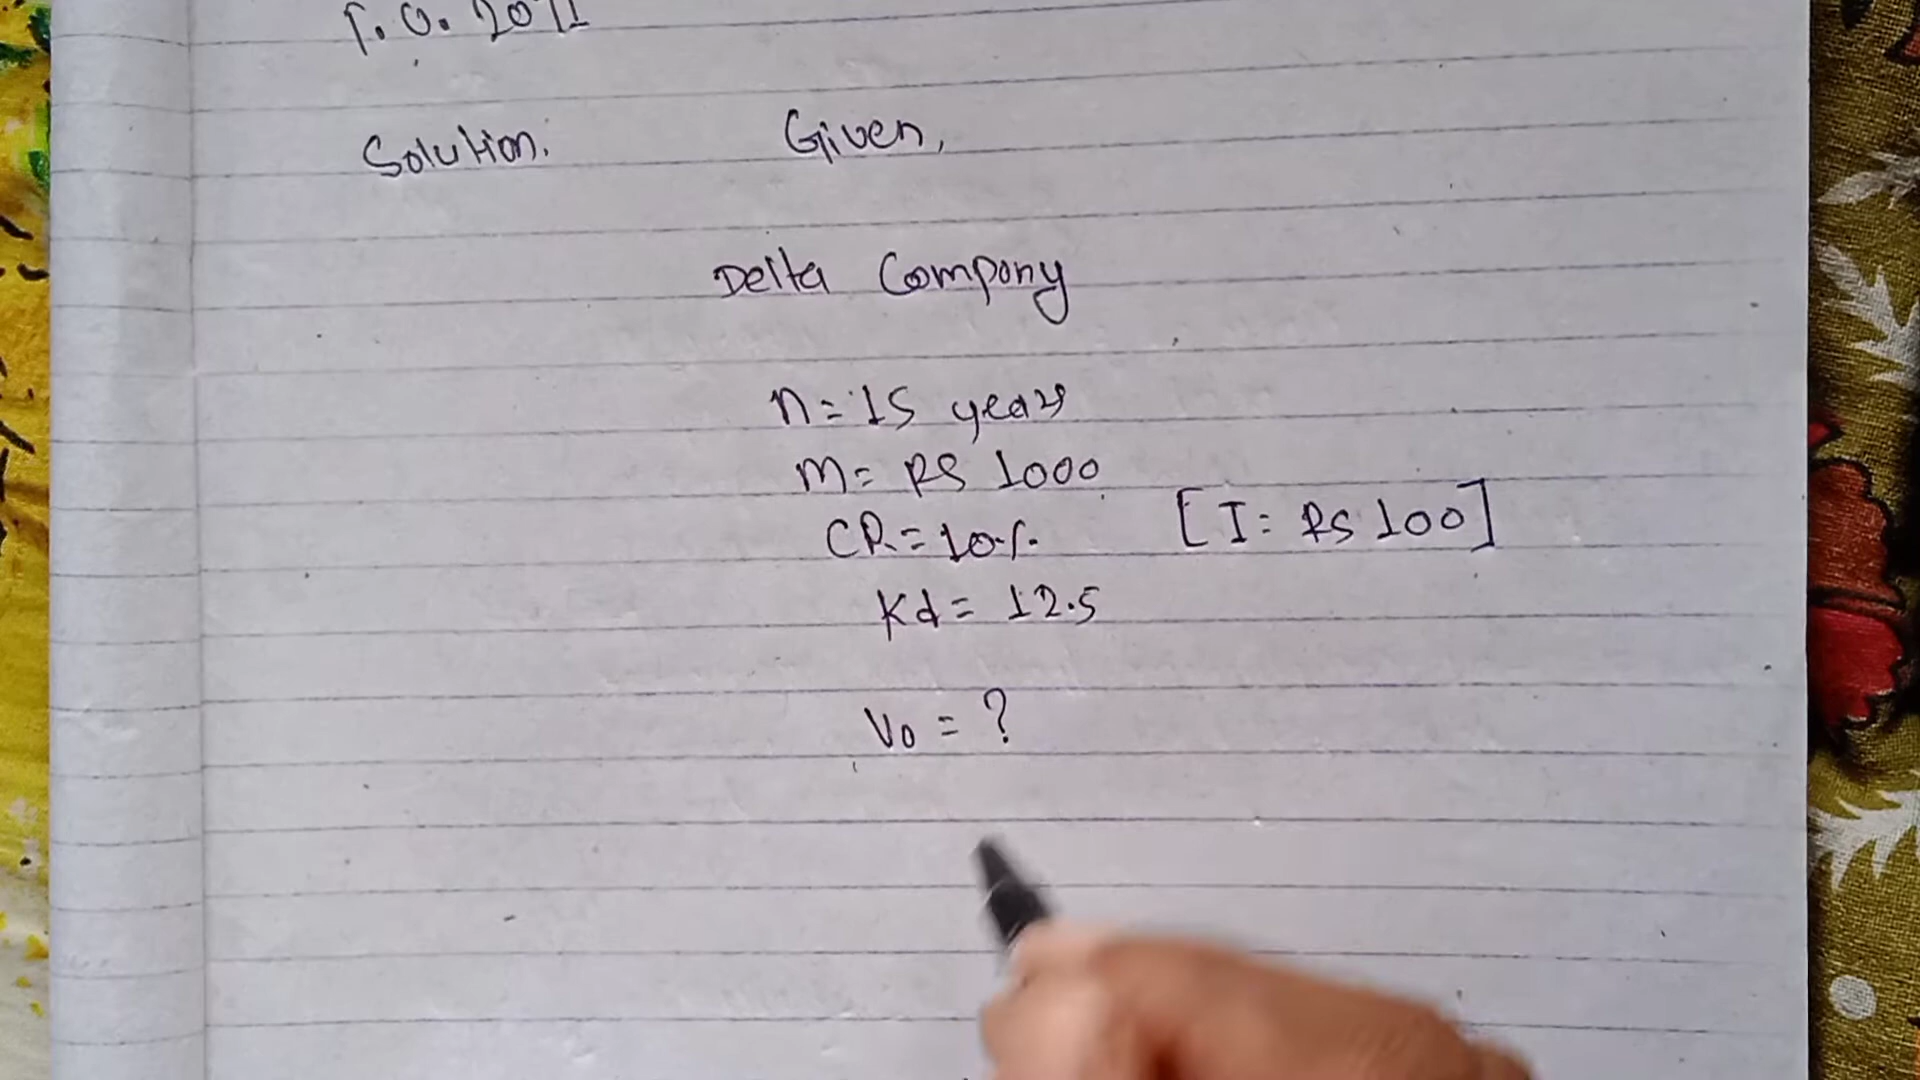 Solution. Given,
Delta Company
n = 15 years
M = RS 1000
CR = 10% [I = RS 100]
Kd = 12.5
V0 = ?